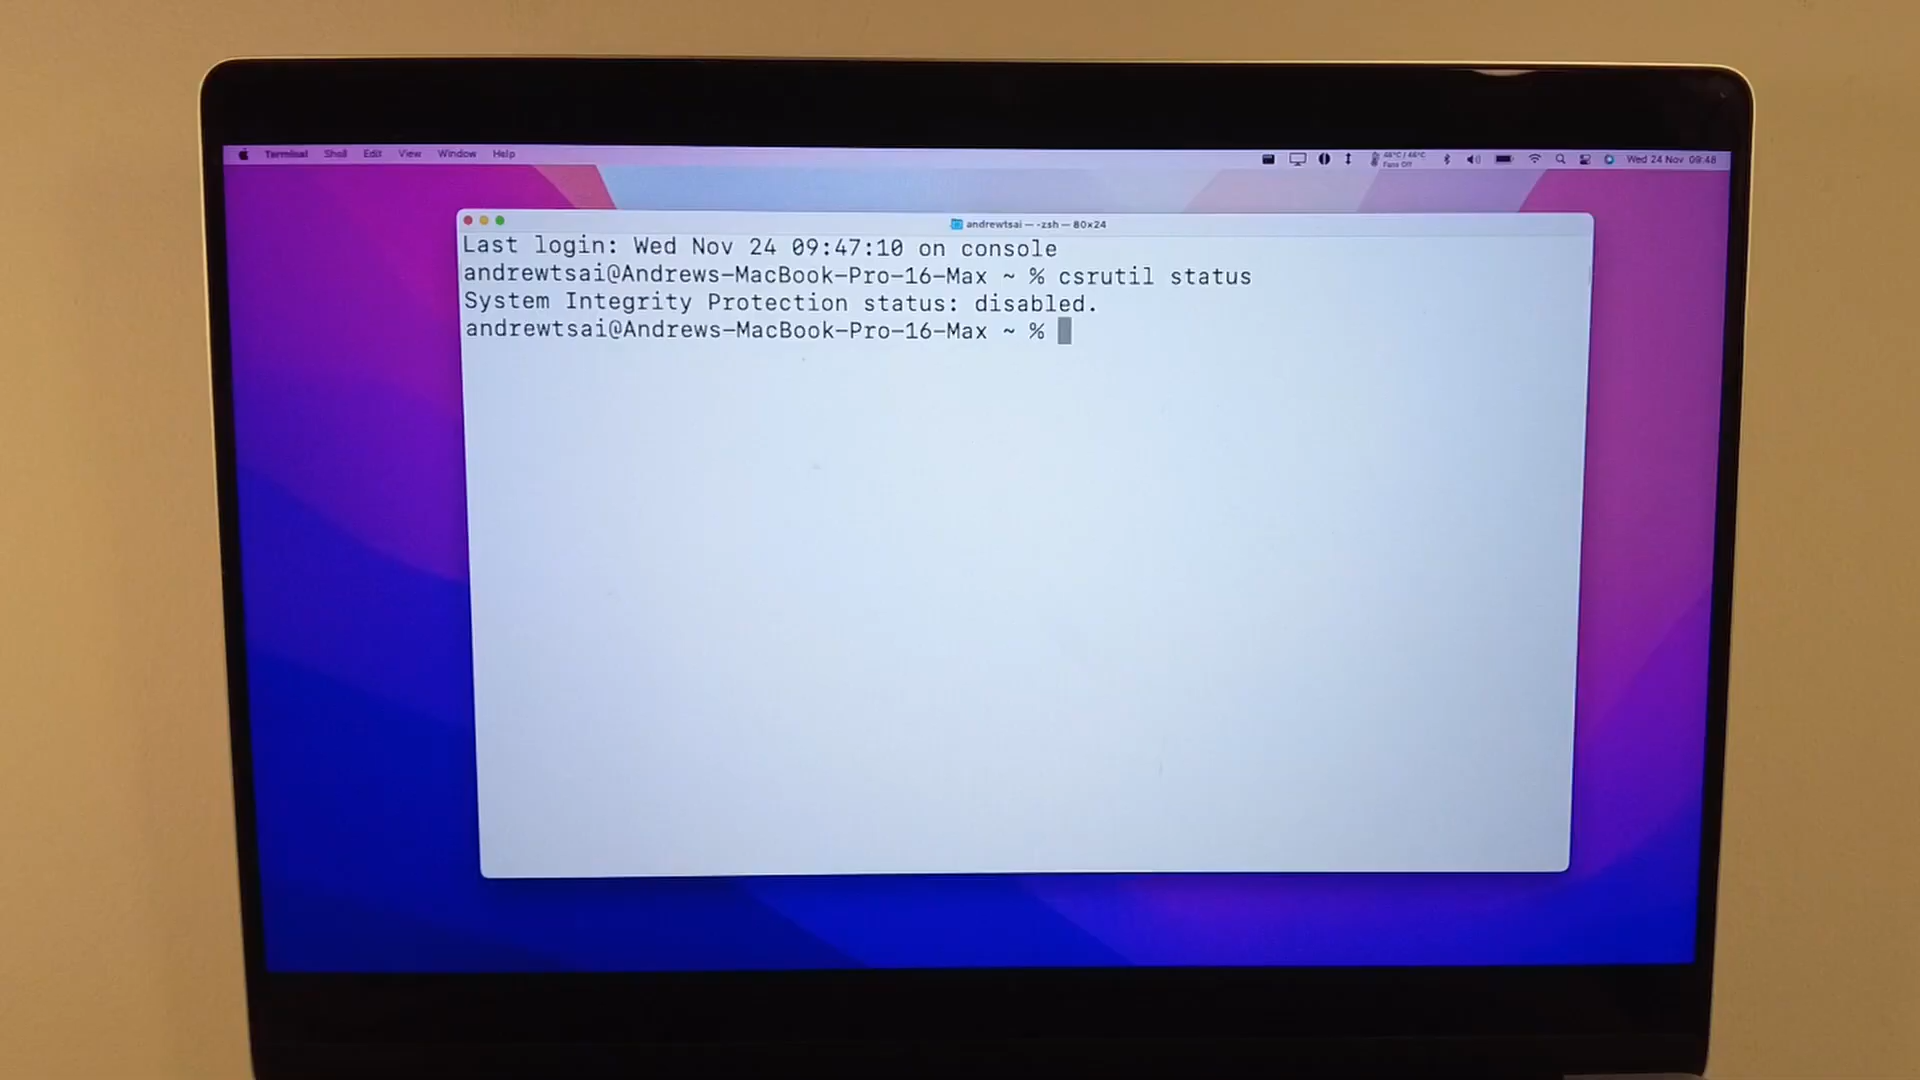 Terminal Shell Edit View Window Help
Wed 24 Nov 09:48
andrewtsai — -zsh — 80×24
Last login: Wed Nov 24 09:47:10 on console
andrewtsai@Andrews-MacBook-Pro-16-Max ~ % csrutil status
System Integrity Protection status: disabled.
andrewtsai@Andrews-MacBook-Pro-16-Max ~ %